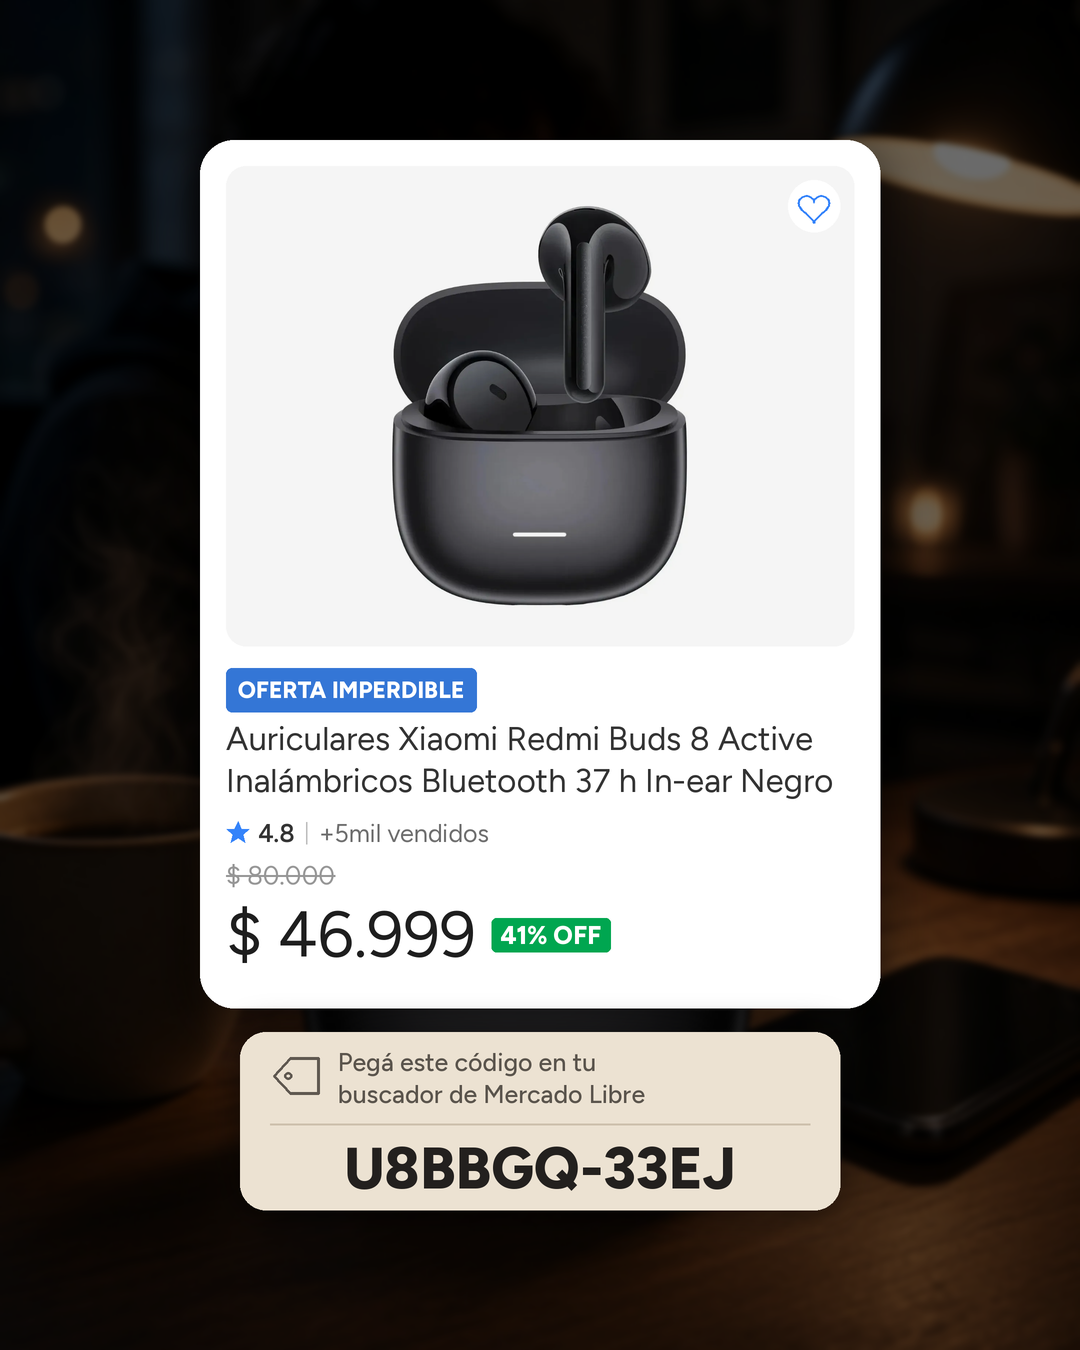 OFERTA IMPERDIBLE
Auriculares Xiaomi Redmi Buds 8 Active
Inalámbricos Bluetooth 37 h In-ear Negro
4.8 | +5mil vendidos
$ 80.000
$ 46.999 41% OFF
Pegá este código en tu
buscador de Mercado Libre
U8BBGQ-33EJ